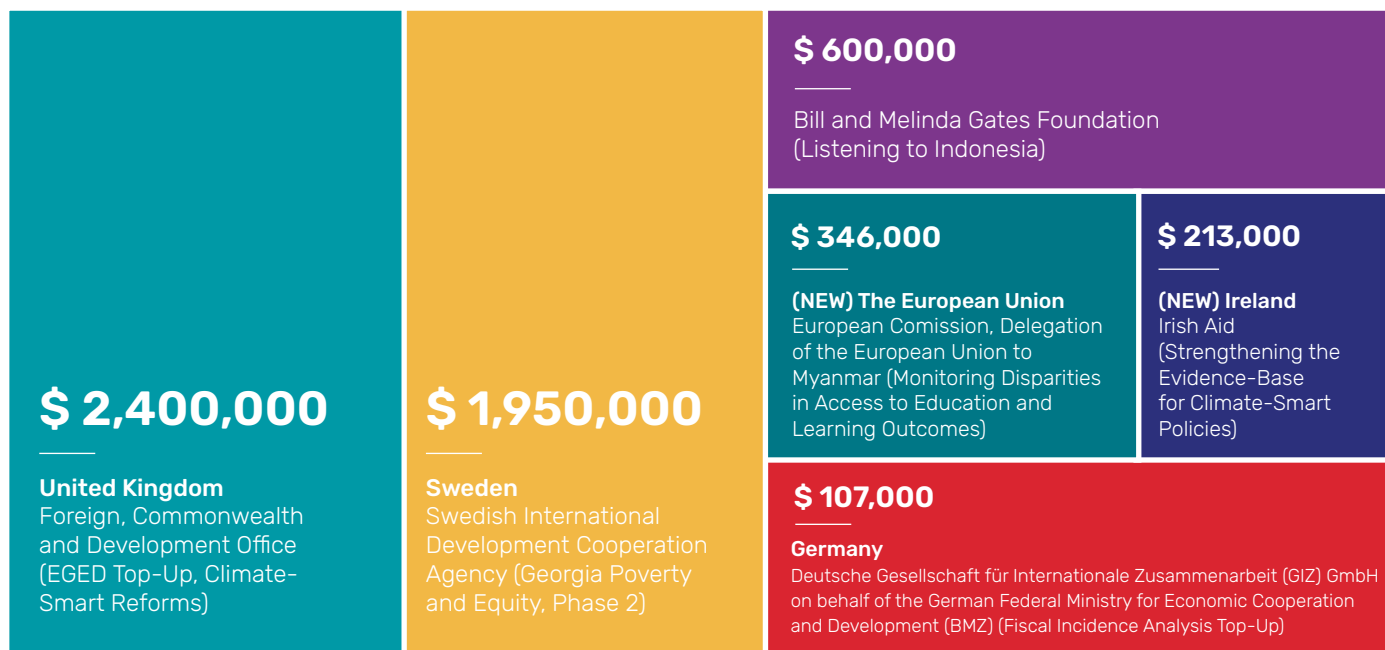 $ 2,400,000
United Kingdom
Foreign, Commonwealth
and Development Office
(EGED Top-Up, Climate-
Smart Reforms)
$ 1,950,000
Sweden
Swedish International
Development Cooperation
Agency (Georgia Poverty
and Equity, Phase 2)
$ 600,000
Bill and Melinda Gates Foundation
(Listening to Indonesia)
$ 346,000
(NEW) The European Union
European Comission, Delegation
of the European Union to
Myanmar (Monitoring Disparities
in Access to Education and
Learning Outcomes)
$ 213,000
(NEW) Ireland
Irish Aid
(Strengthening the
Evidence-Base
for Climate-Smart
Policies)
$ 107,000
Germany
Deutsche Gesellschaft für Internationale Zusammenarbeit (GIZ) GmbH
on behalf of the German Federal Ministry for Economic Cooperation
and Development (BMZ) (Fiscal Incidence Analysis Top-Up)